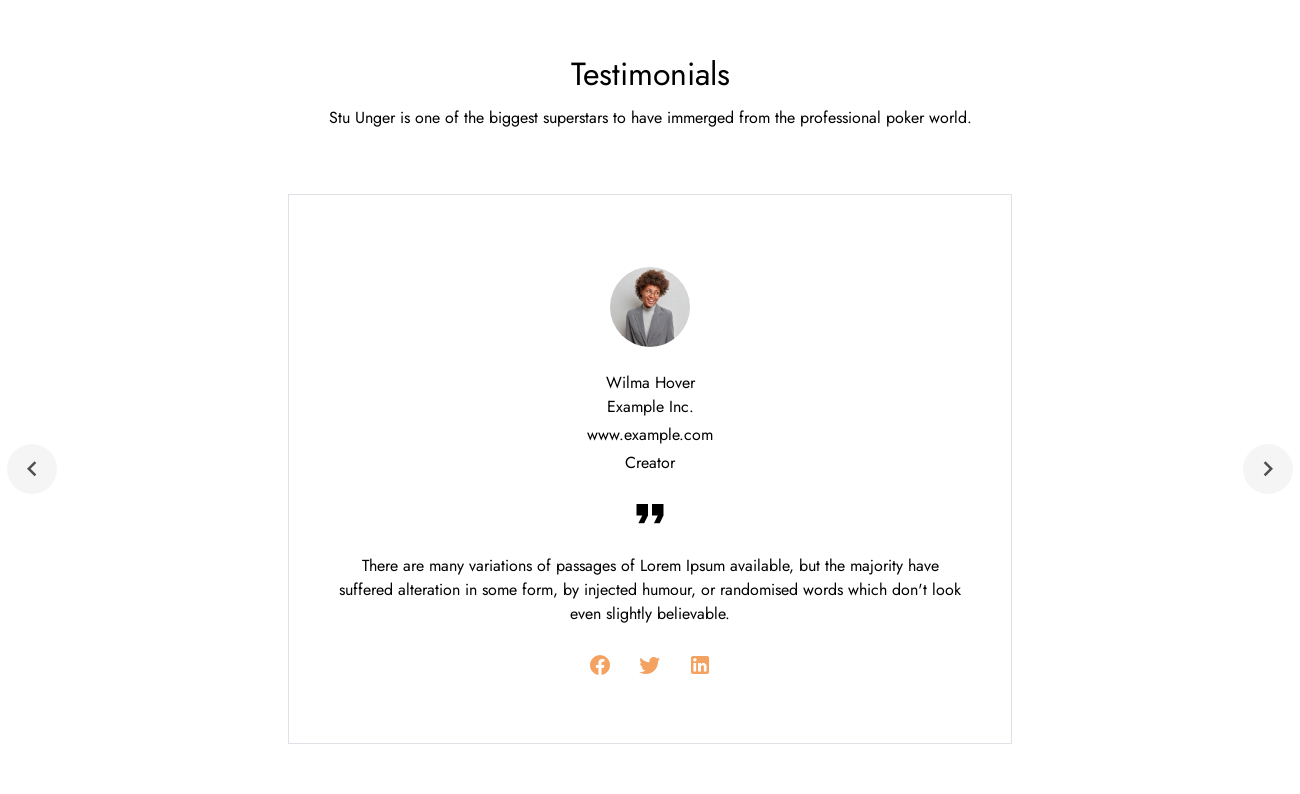 Testimonials
Stu Unger is one of the biggest superstars to have immerged from the professional poker world.
Wilma Hover
Example Inc.
www.example.com
Creator
There are many variations of passages of Lorem Ipsum available, but the majority have
suffered alteration in some form, by injected humour, or randomised words which don't look
even slightly believable.